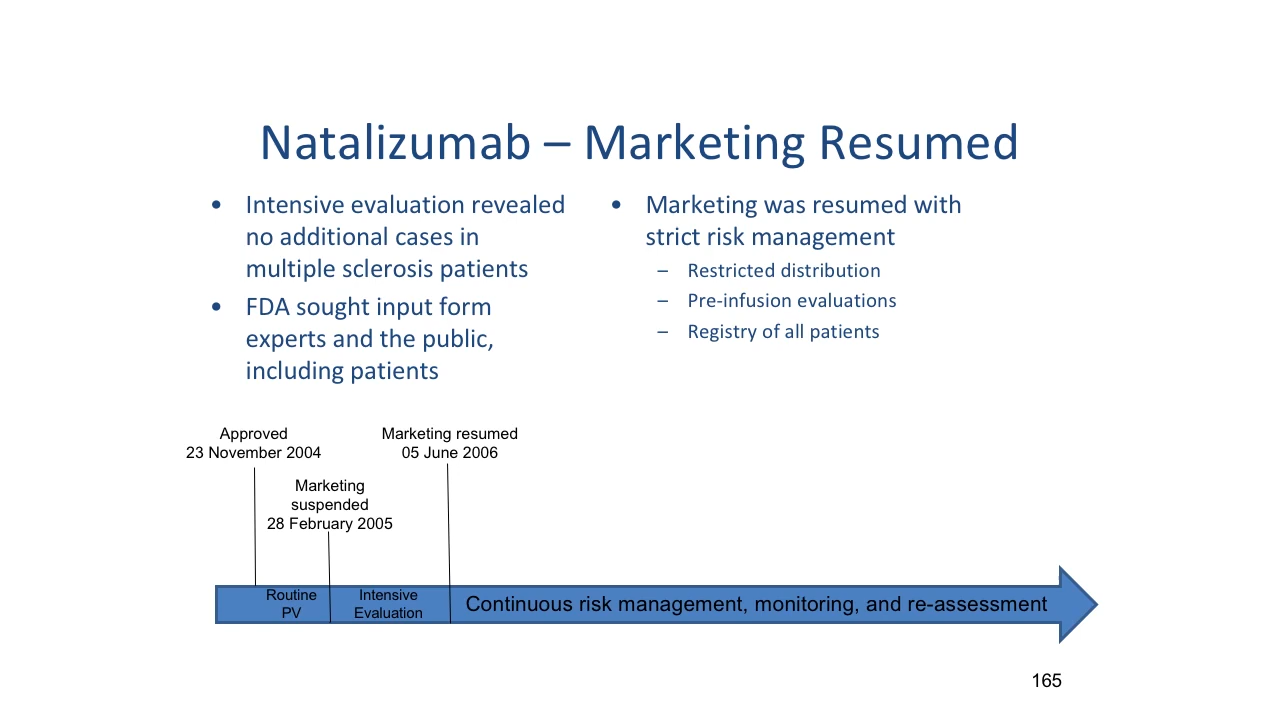 Natalizumab – Marketing Resumed
• Intensive evaluation revealed
no additional cases in
multiple sclerosis patients
• FDA sought input form
experts and the public,
including patients
• Marketing was resumed with
strict risk management
– Restricted distribution
– Pre-infusion evaluations
– Registry of all patients
Approved
23 November 2004
Marketing
suspended
28 February 2005
Marketing resumed
05 June 2006
Routine
PV
Intensive
Evaluation
Continuous risk management, monitoring, and re-assessment
165